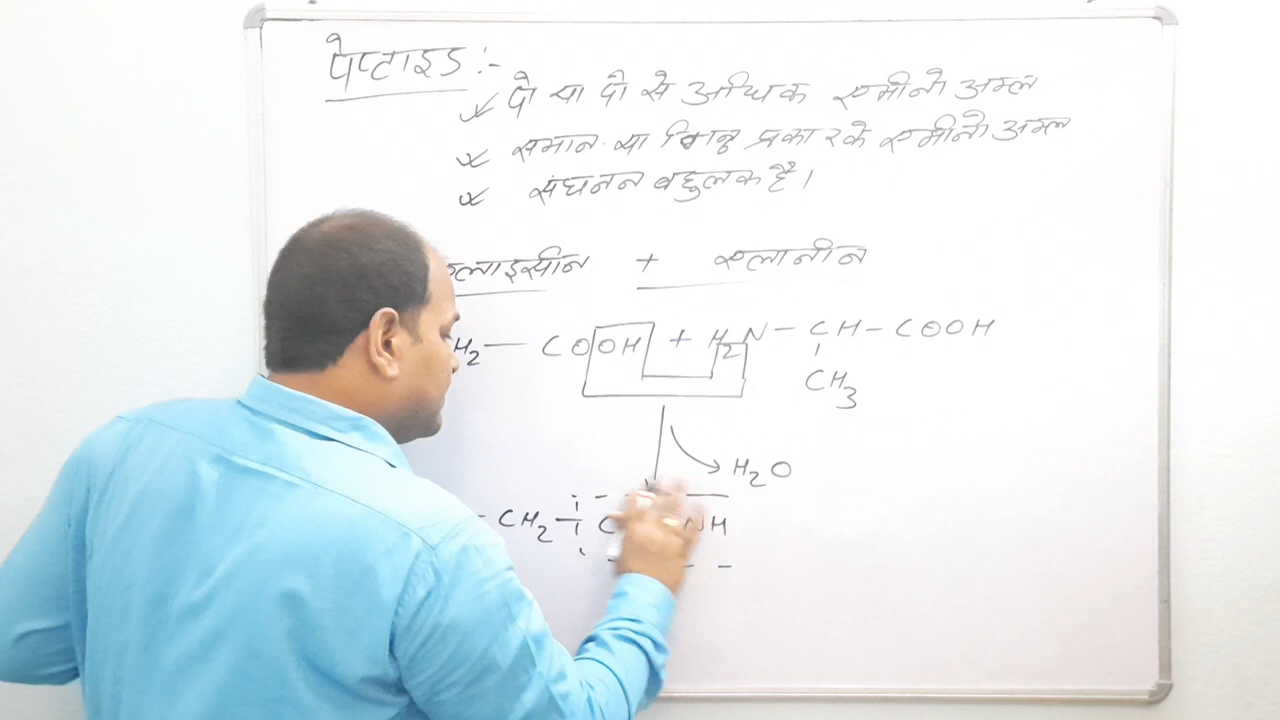 पेप्टाइड :-
दो या दो से अधिक एमीनो अम्ल
समान या भिन्न प्रकार के एमीनो अम्ल
संघनन बहुलक है।
ग्लाइसीन + एलानीन
H2 — COOH + H2N — CH — COOH
CH3
H2O
- CH2 - C NH